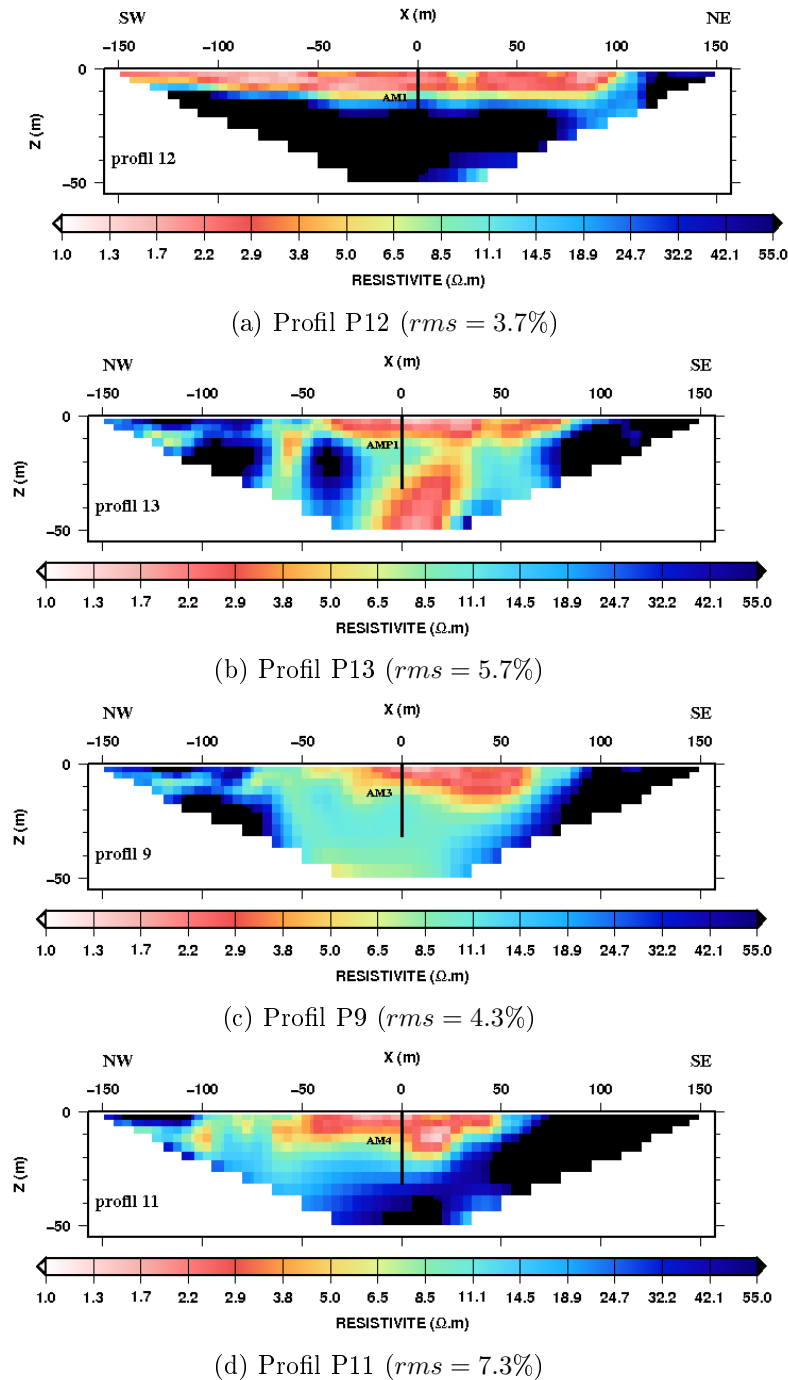 X (m)
SW NE
−150 −100 −50 0 50 100 150
0
AM1
Z (m)
profil 12
−50
1.0 1.3 1.7 2.2 2.9 3.8 5.0 6.5 8.5 11.1 14.5 18.9 24.7 32.2 42.1 55.0
RESISTIVITE (Ω.m)
(a) Profil P12 (rms = 3.7%)
X (m)
NW SE
−150 −100 −50 0 50 100 150
0
AMP1
Z (m)
profil 13
−50
1.0 1.3 1.7 2.2 2.9 3.8 5.0 6.5 8.5 11.1 14.5 18.9 24.7 32.2 42.1 55.0
RESISTIVITE (Ω.m)
(b) Profil P13 (rms = 5.7%)
X (m)
NW SE
−150 −100 −50 0 50 100 150
0
AM3
Z (m)
profil 9
−50
1.0 1.3 1.7 2.2 2.9 3.8 5.0 6.5 8.5 11.1 14.5 18.9 24.7 32.2 42.1 55.0
RESISTIVITE (Ω.m)
(c) Profil P9 (rms = 4.3%)
X (m)
NW SE
−150 −100 −50 0 50 100 150
0
AM4
Z (m)
profil 11
−50
1.0 1.3 1.7 2.2 2.9 3.8 5.0 6.5 8.5 11.1 14.5 18.9 24.7 32.2 42.1 55.0
RESISTIVITE (Ω.m)
(d) Profil P11 (rms = 7.3%)